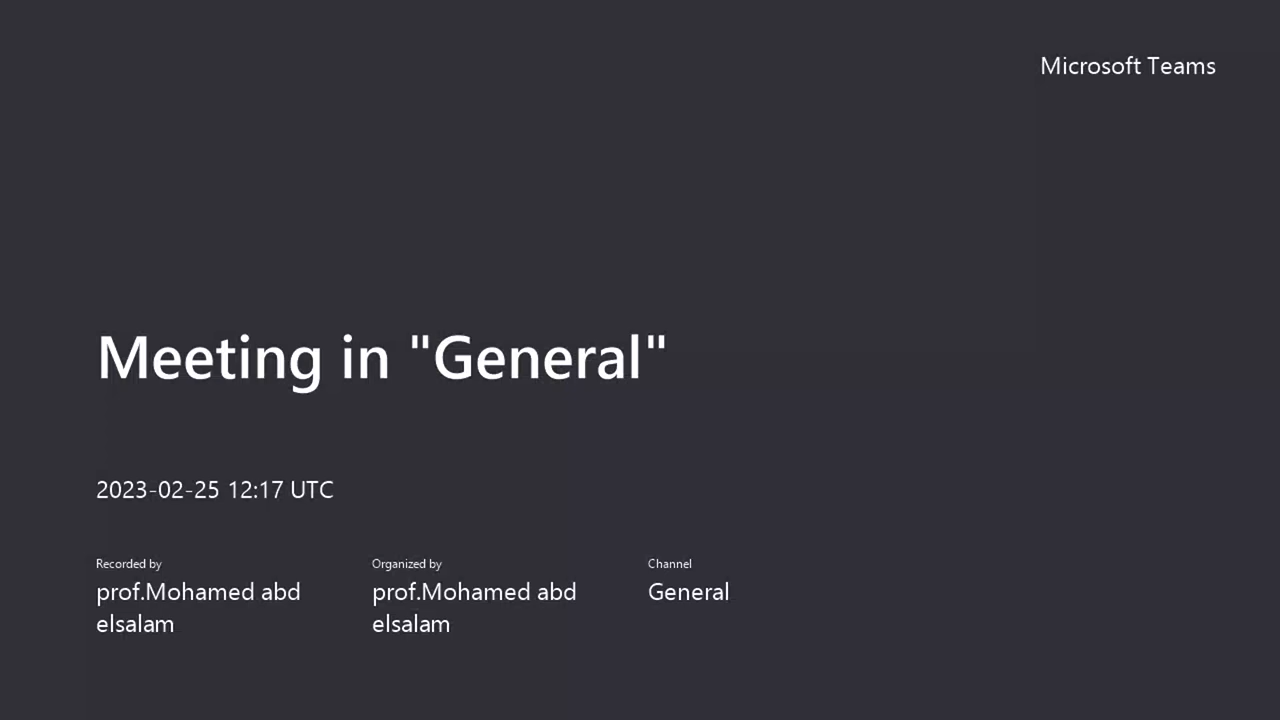 Microsoft Teams
Meeting in "General"
2023-02-25 12:17 UTC
Recorded by
prof.Mohamed abd
elsalam
Organized by
prof.Mohamed abd
elsalam
Channel
General